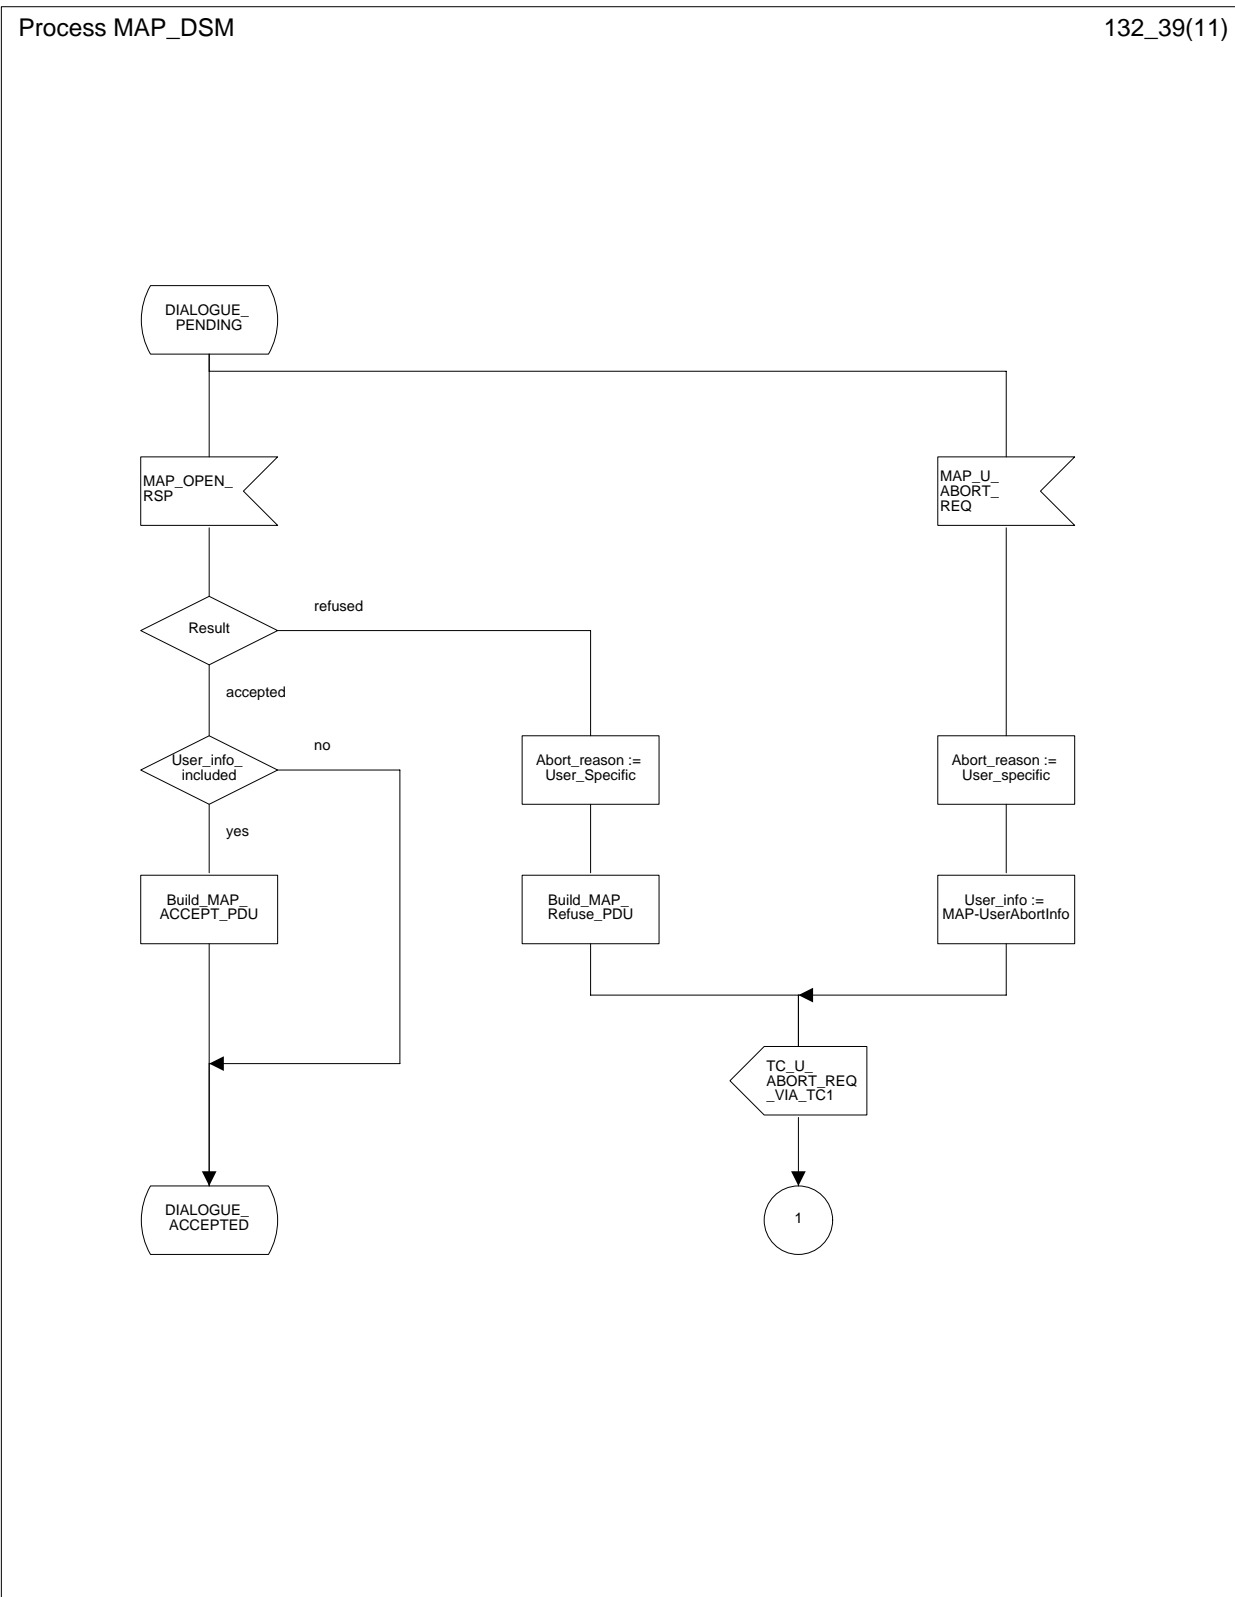 Process MAP_DSM
132_39(11)
DIALOGUE_
PENDING
MAP_OPEN_
RSP
MAP_U_
ABORT_
REQ
refused
Result
accepted
no
User_info_
included
Abort_reason :=
User_Specific
Abort_reason :=
User_specific
yes
Build_MAP_
ACCEPT_PDU
Build_MAP_
Refuse_PDU
User_info :=
MAP-UserAbortInfo
TC_U_
ABORT_REQ
_VIA_TC1
DIALOGUE_
ACCEPTED
1